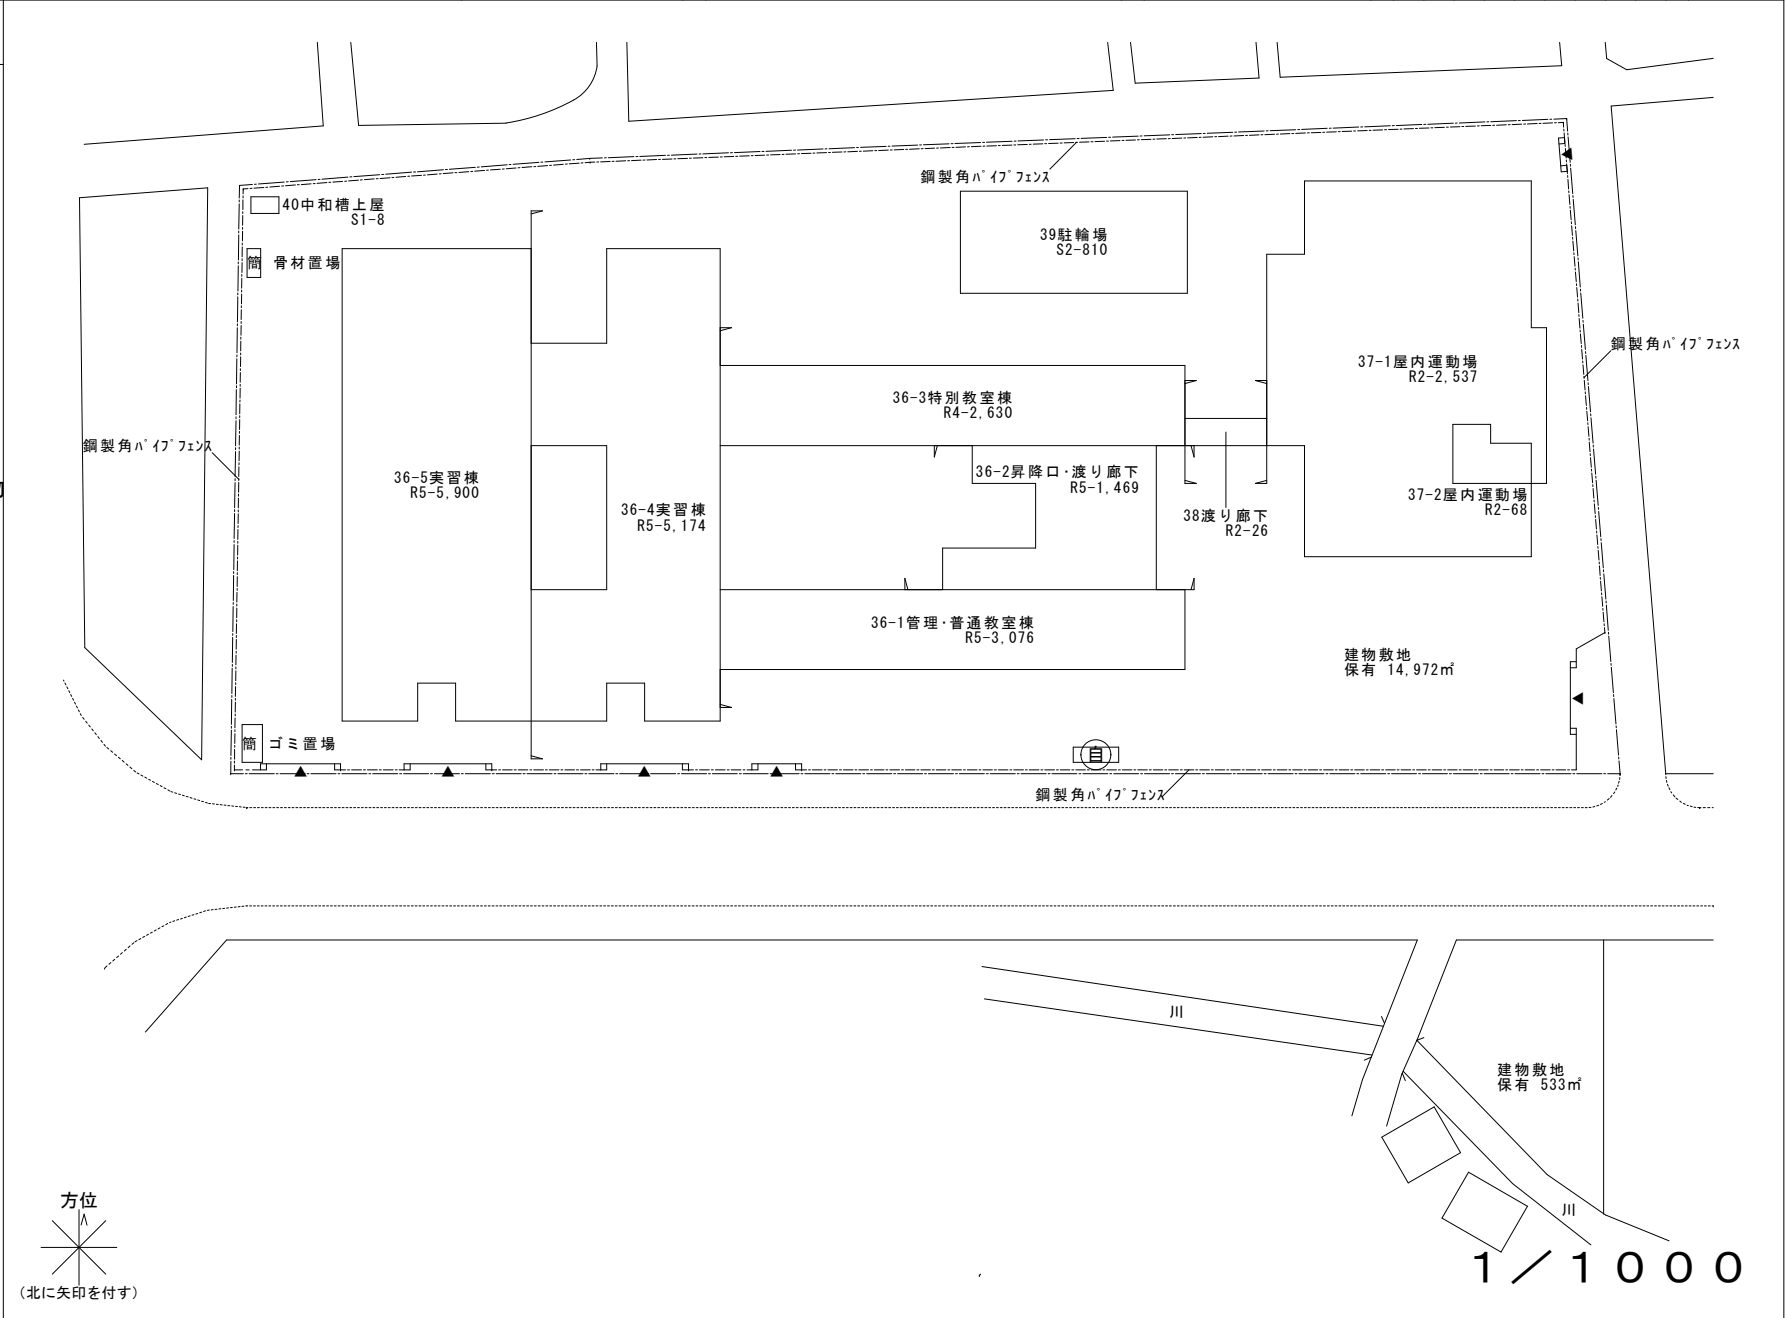 鋼製角ﾊﾟｲﾌﾟﾌｪﾝｽ
40中和槽上屋
S1-8
39駐輪場
S2-810
簡 骨材置場
鋼製角ﾊﾟｲﾌﾟﾌｪﾝｽ
37-1屋内運動場
R2-2,537
36-3特別教室棟
R4-2,630
鋼製角ﾊﾟｲﾌﾟﾌｪﾝｽ
36-5実習棟
R5-5,900
36-2昇降口・渡り廊下
R5-1,469
37-2屋内運動場
R2-68
36-4実習棟
R5-5,174
38渡り廊下
R2-26
36-1管理・普通教室棟
R5-3,076
建物敷地
保有 14,972㎡
簡 ゴミ置場
自
鋼製角ﾊﾟｲﾌﾟﾌｪﾝｽ
川
建物敷地
保有 533㎡
川
方位
(北に矢印を付す)
１／１０００